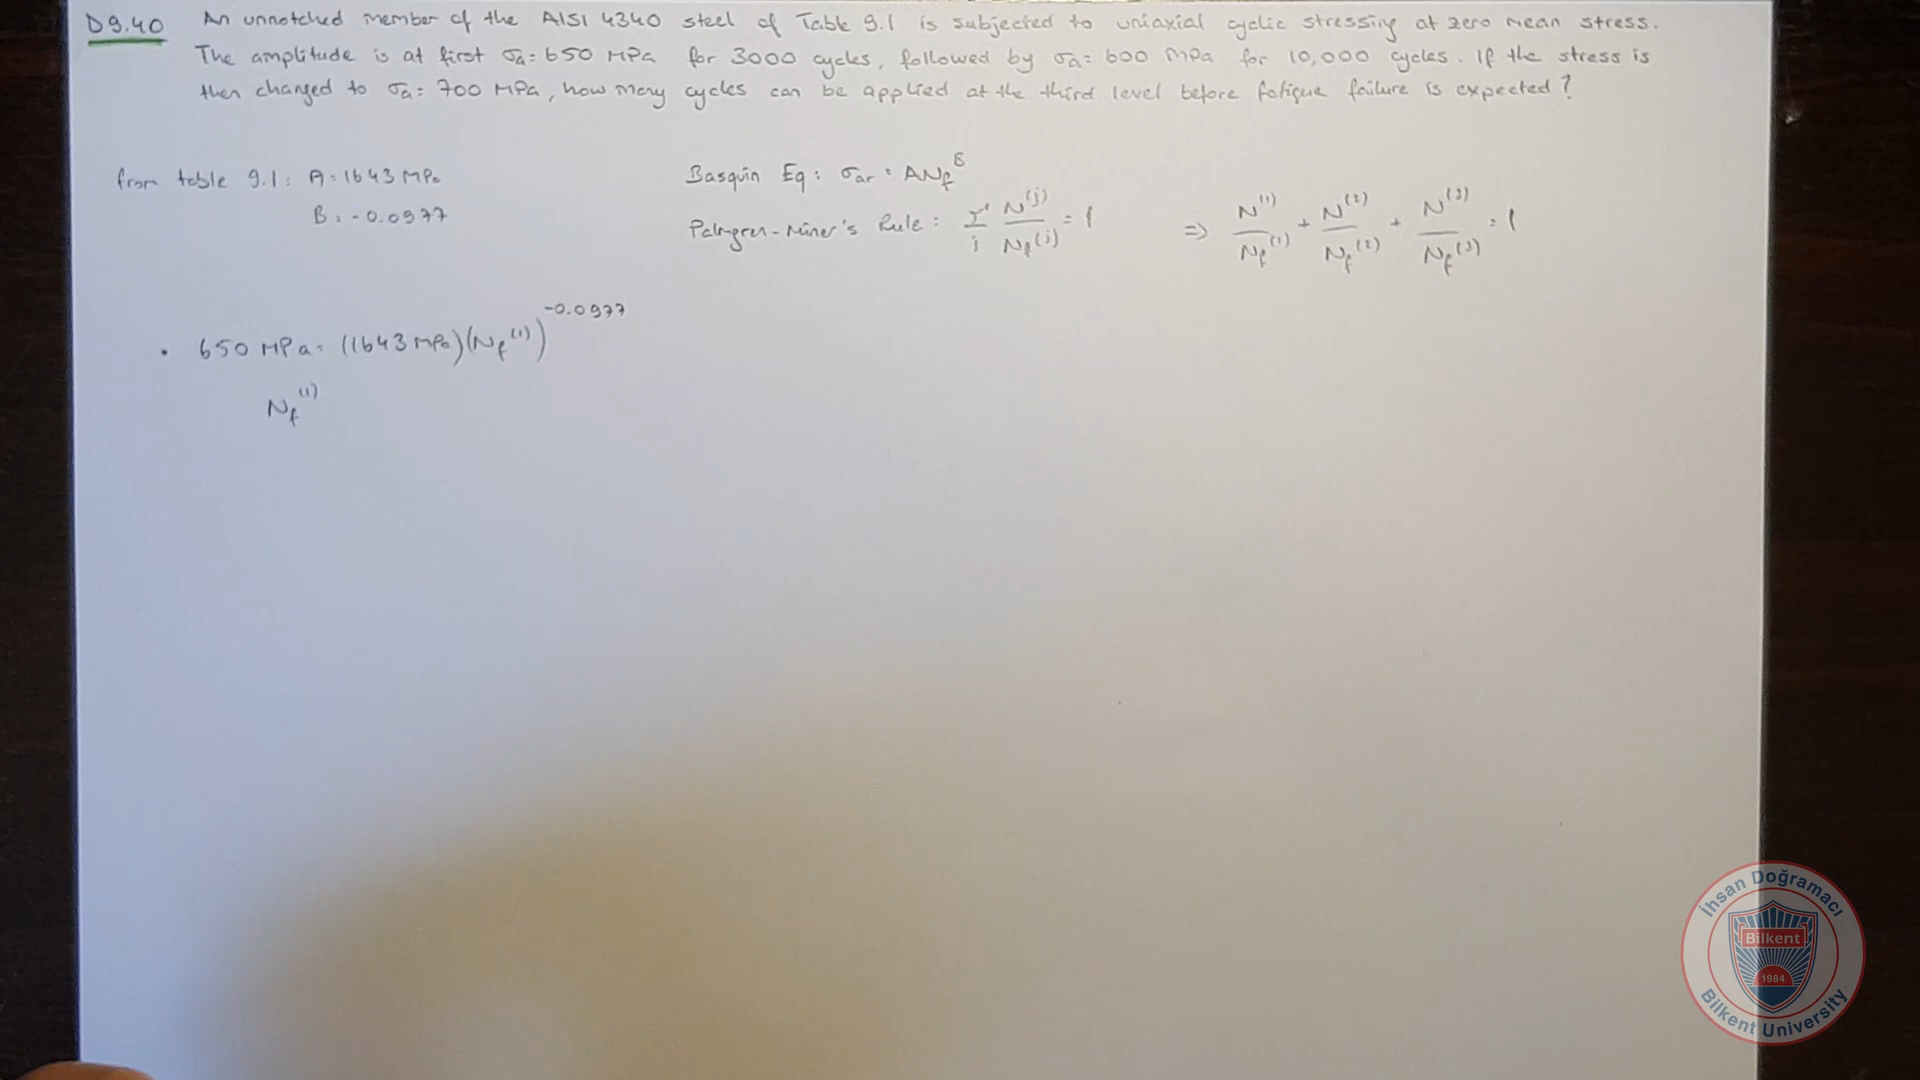 D9.40 An unnotched member of the AISI 4340 steel of Table 9.1 is subjected to uniaxial cyclic stressing at zero mean stress.
The amplitude is at first σa = 650 MPa for 3000 cycles, followed by σa = 600 MPa for 10,000 cycles. If the stress is
then changed to σa = 700 MPa, how many cycles can be applied at the third level before fatigue failure is expected?
from table 9.1: A = 1643 MPa
B = -0.0977
Basquin Eq: σar = A Nf^B
Palmgren-Miner's Rule: Σj N^(j) / Nf^(j) = 1 ⇒ N^(1) / Nf^(1) + N^(2) / Nf^(2) + N^(3) / Nf^(3) = 1
• 650 MPa = (1643 MPa)(Nf^(1))^-0.0977
Nf^(1)
İhsan Doğramacı
Bilkent
1984
Bilkent University